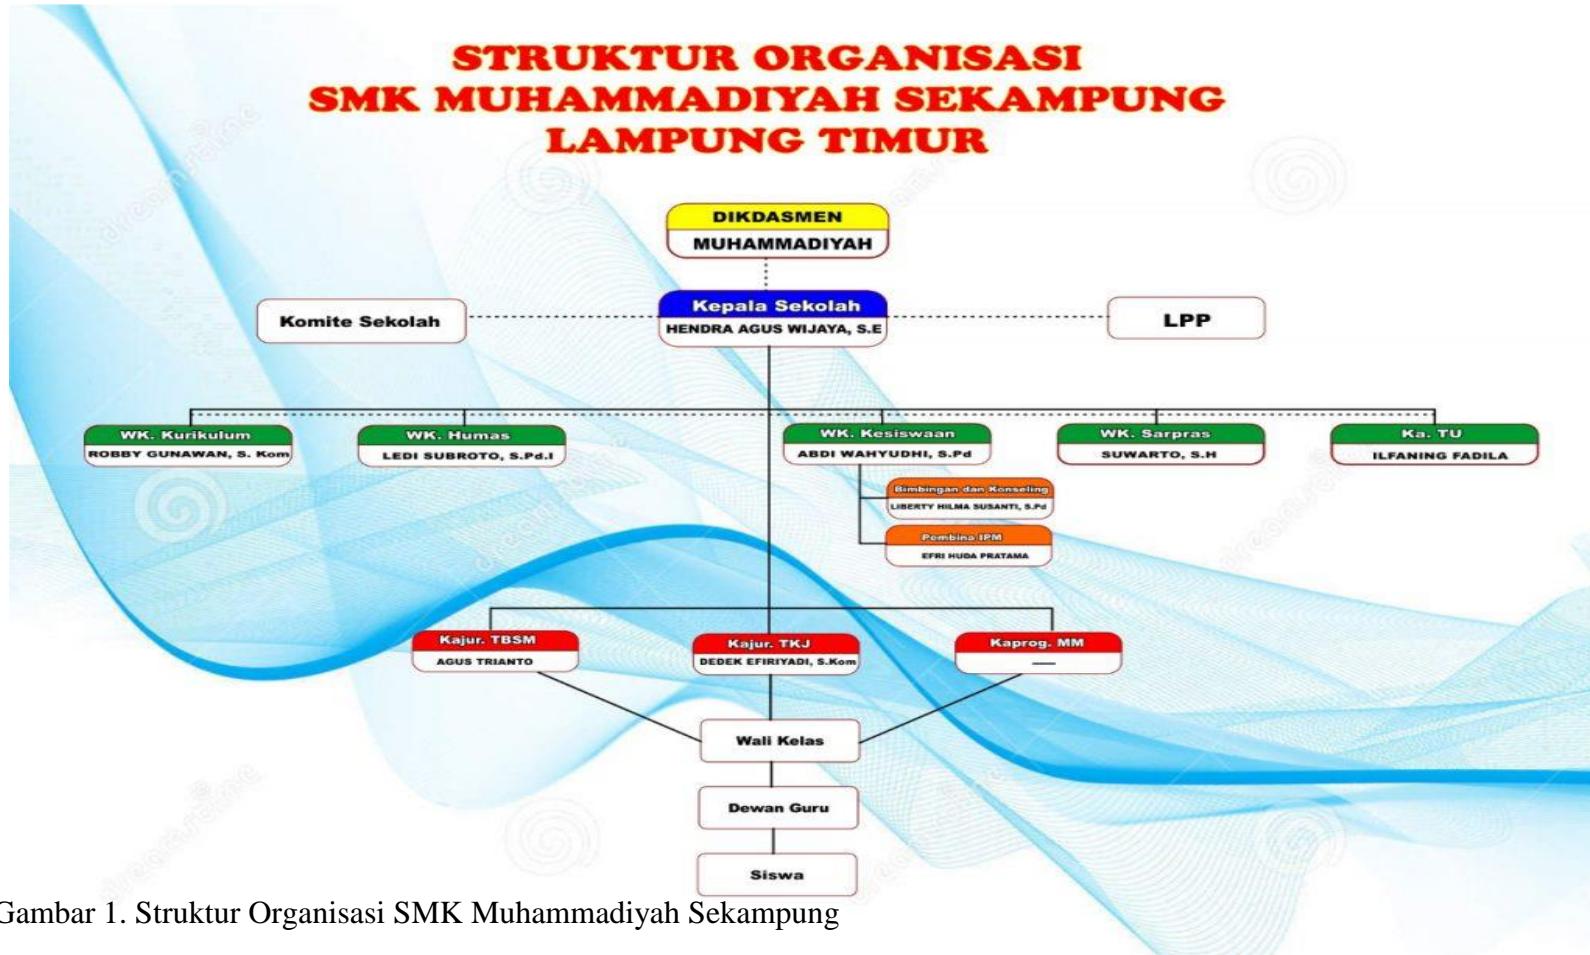 STRUKTUR ORGANISASI
SMK MUHAMMADIYAH SEKAMPUNG
LAMPUNG TIMUR
DIKDASMEN
MUHAMMADIYAH
Komite Sekolah
Kepala Sekolah
HENDRA AGUS WIJAYA, S.E
LPP
WK. Kurikulum
ROBBY GUNAWAN, S. Kom
WK. Humas
LEDI SUBROTO, S.Pd.I
WK. Kesiswaan
ABDI WAHYUDHI, S.Pd
WK. Sarpras
SUWARTO, S.H
Ka. TU
ILFANING FADILA
Bimbingan dan Konseling
LIBERTY HILMA SUSANTI, S.Pd
Pembina IPM
EFRI HUDA PRATAMA
Kajur. TBSM
AGUS TRIANTO
Kajur. TKJ
DEDEK EFIRIYADI, S.Kom
Kaprog. MM
Wali Kelas
Dewan Guru
Siswa
Gambar 1. Struktur Organisasi SMK Muhammadiyah Sekampung